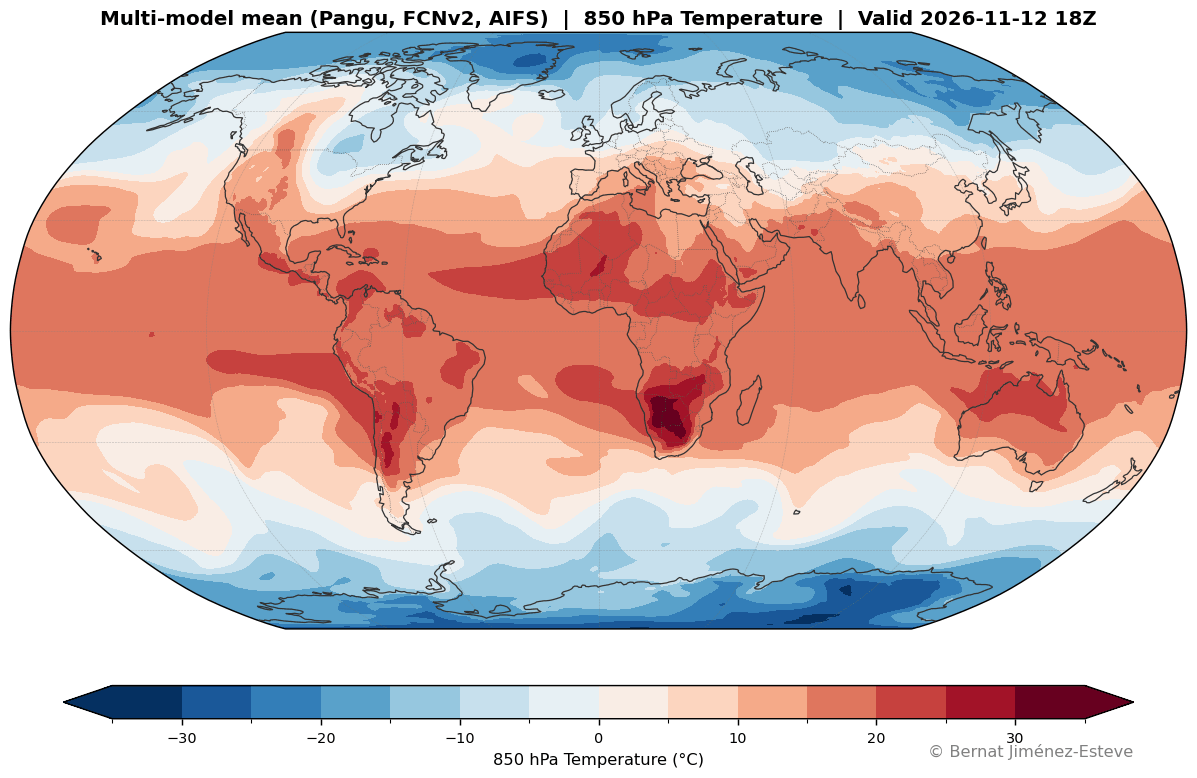 Multi-model mean (Pangu, FCNv2, AIFS) | 850 hPa Temperature | Valid 2026-11-12 18Z
−30 −20 −10 0 10 20 30
850 hPa Temperature (°C)
© Bernat Jiménez-Esteve